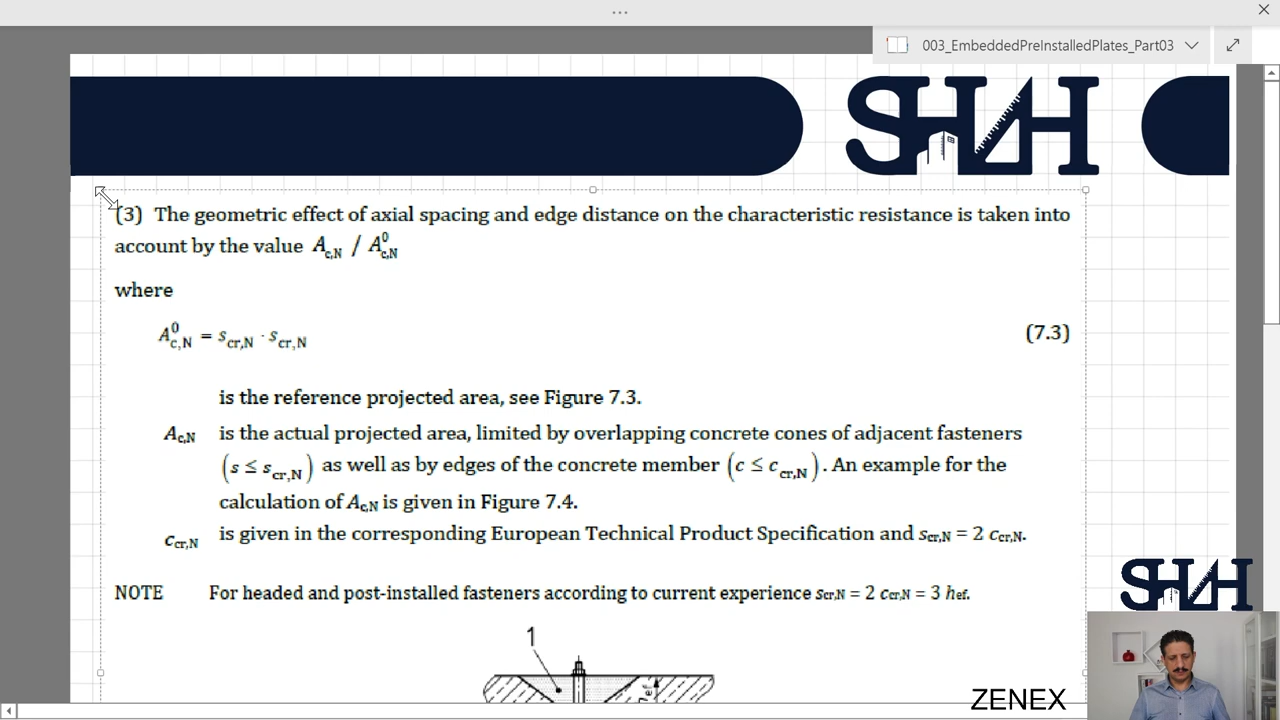 003_EmbeddedPreInstalledPlates_Part03
SHAH
(3) The geometric effect of axial spacing and edge distance on the characteristic resistance is taken into
account by the value A_c,N / A^0_c,N
where
A^0_c,N = s_cr,N · s_cr,N (7.3)
is the reference projected area, see Figure 7.3.
A_c,N is the actual projected area, limited by overlapping concrete cones of adjacent fasteners
(s ≤ s_cr,N) as well as by edges of the concrete member (c ≤ c_cr,N). An example for the
calculation of A_c,N is given in Figure 7.4.
c_cr,N is given in the corresponding European Technical Product Specification and s_cr,N = 2 c_cr,N.
NOTE For headed and post-installed fasteners according to current experience s_cr,N = 2 c_cr,N = 3 h_ef.
1
SHAH
ZENEX